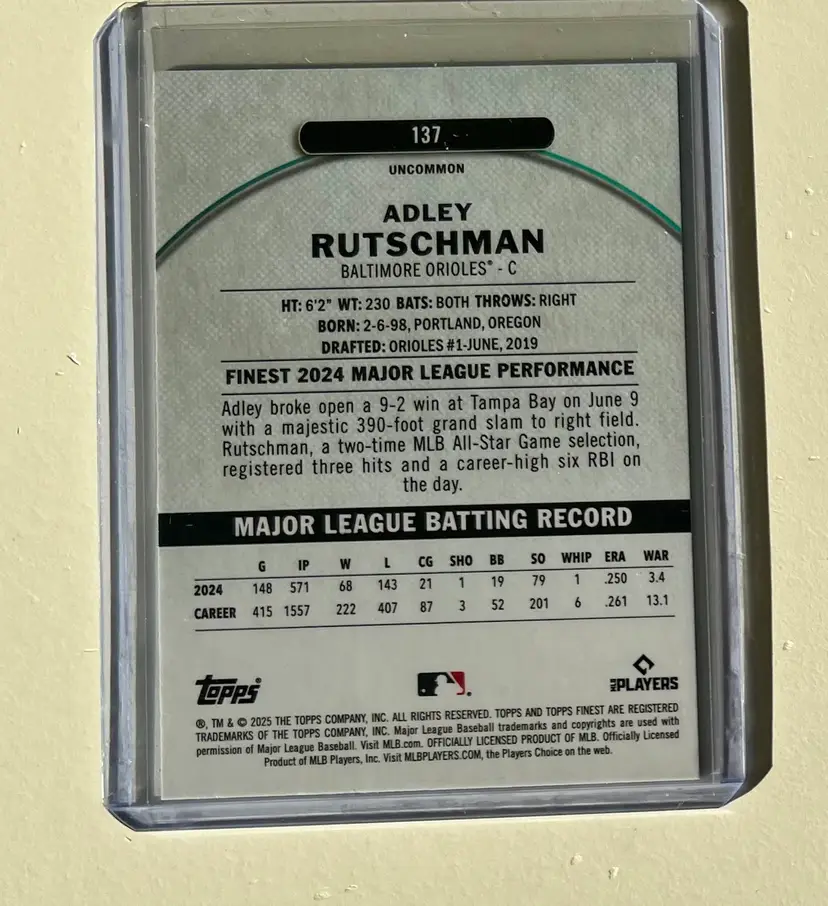 137
UNCOMMON
ADLEY
RUTSCHMAN
BALTIMORE ORIOLES® - C
HT: 6'2" WT: 230 BATS: BOTH THROWS: RIGHT
BORN: 2-6-98, PORTLAND, OREGON
DRAFTED: ORIOLES #1-JUNE, 2019
FINEST 2024 MAJOR LEAGUE PERFORMANCE
Adley broke open a 9-2 win at Tampa Bay on June 9
with a majestic 390-foot grand slam to right field.
Rutschman, a two-time MLB All-Star Game selection,
registered three hits and a career-high six RBI on
the day.
MAJOR LEAGUE BATTING RECORD
G IP W L CG SHO BB SO WHIP ERA WAR
2024 148 571 68 143 21 1 19 79 1 .250 3.4
CAREER 415 1557 222 407 87 3 52 201 6 .261 13.1
Topps®
MLB PLAYERS
®, TM & © 2025 THE TOPPS COMPANY, INC. ALL RIGHTS RESERVED. TOPPS AND TOPPS FINEST ARE REGISTERED
TRADEMARKS OF THE TOPPS COMPANY, INC. Major League Baseball trademarks and copyrights are used with
permission of Major League Baseball. Visit MLB.com. OFFICIALLY LICENSED PRODUCT OF MLB. Officially Licensed
Product of MLB Players, Inc. Visit MLBPLAYERS.COM, the Players Choice on the web.